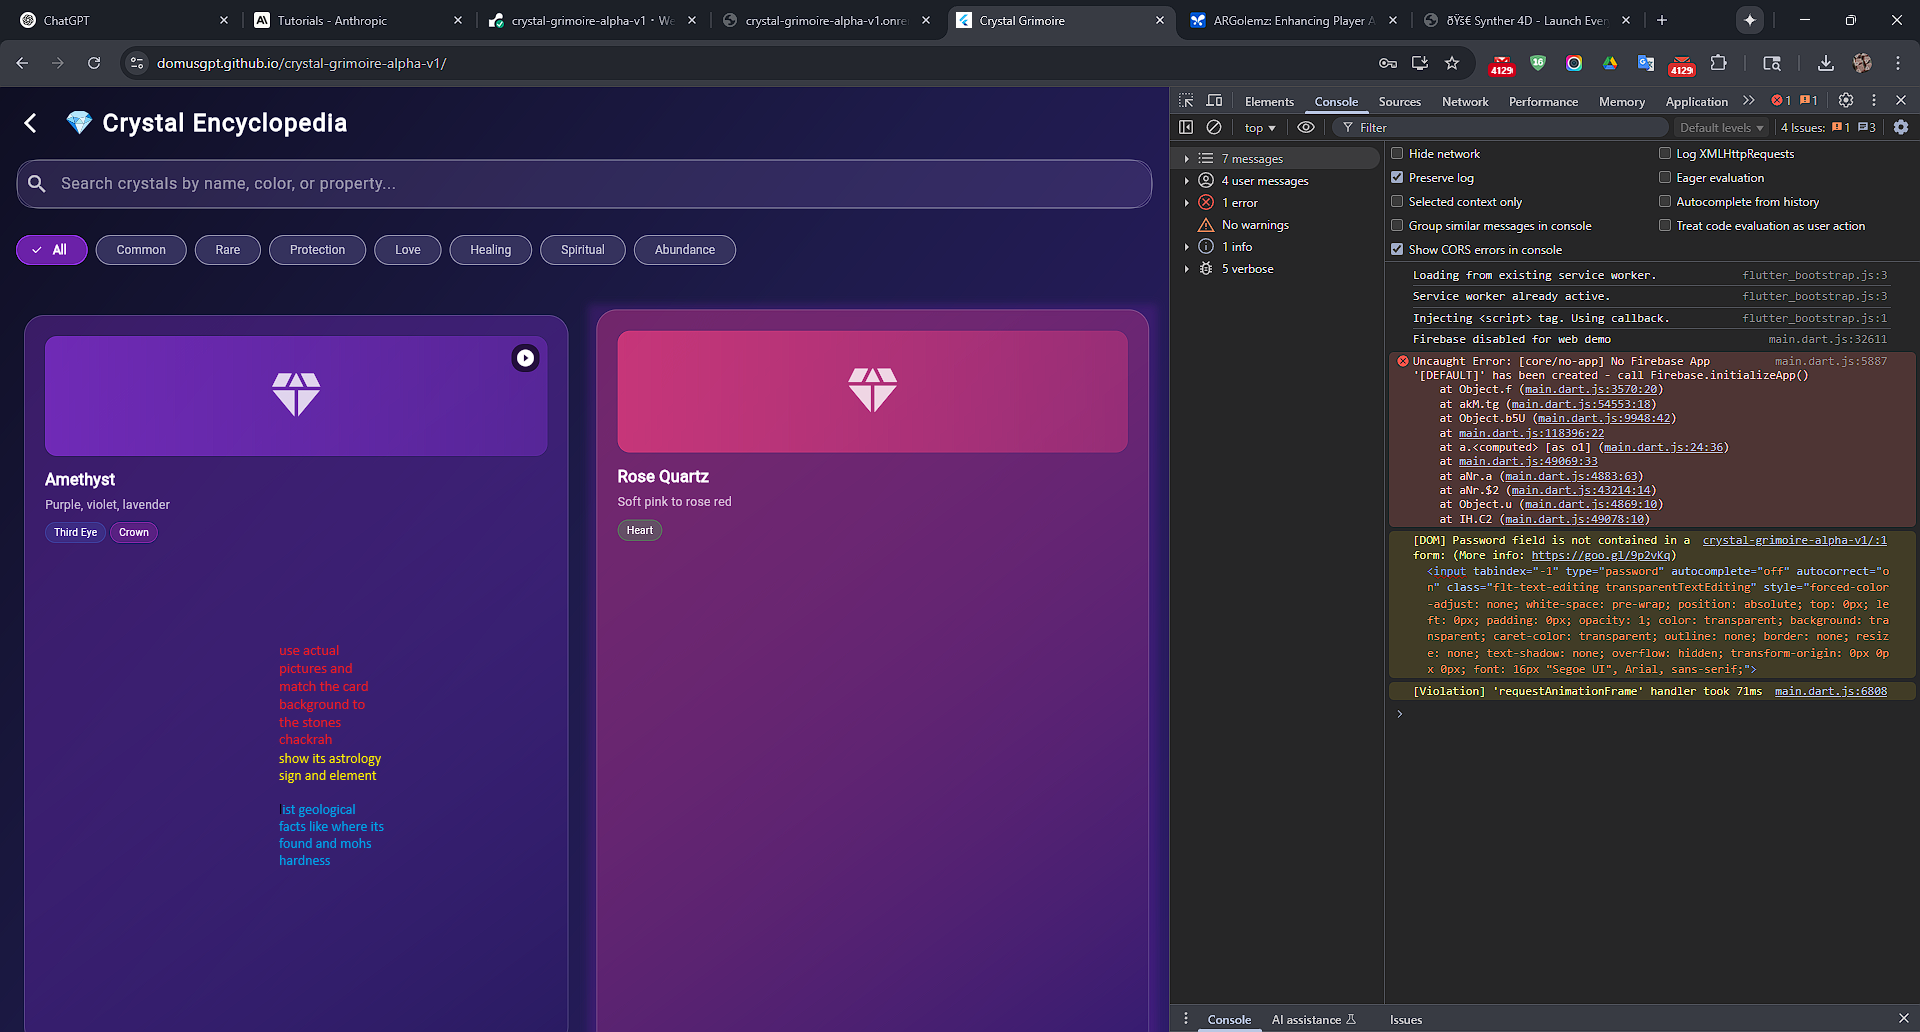 ChatGPT
Tutorials - Anthropic
crystal-grimoire-alpha-v1 · We
crystal-grimoire-alpha-v1.onre
Crystal Grimoire
ARGolemz: Enhancing Player A
ðŸš€ Synther 4D - Launch Ever
domusgpt.github.io/crystal-grimoire-alpha-v1/
4129
16
4129
Crystal Encyclopedia
Search crystals by name, color, or property...
All
Common
Rare
Protection
Love
Healing
Spiritual
Abundance
Amethyst
Purple, violet, lavender
Third Eye
Crown
use actual
pictures and
match the card
background to
the stones
chackrah
show its astrology
sign and element
list geological
facts like where its
found and mohs
hardness
Rose Quartz
Soft pink to rose red
Heart
Elements
Console
Sources
Network
Performance
Memory
Application
1
1
top
Filter
Default levels
4 Issues:
1
3
7 messages
4 user messages
1 error
No warnings
1 info
5 verbose
Hide network
Log XMLHttpRequests
Preserve log
Eager evaluation
Selected context only
Autocomplete from history
Group similar messages in console
Treat code evaluation as user action
Show CORS errors in console
Loading from existing service worker. flutter_bootstrap.js:3
Service worker already active. flutter_bootstrap.js:3
Injecting <script> tag. Using callback. flutter_bootstrap.js:1
Firebase disabled for web demo main.dart.js:32611
Uncaught Error: [core/no-app] No Firebase App main.dart.js:5887
'[DEFAULT]' has been created - call Firebase.initializeApp()
at Object.f (main.dart.js:3570:20)
at akM.tg (main.dart.js:54553:18)
at Object.b5U (main.dart.js:9948:42)
at main.dart.js:118396:22
at a.<computed> [as o1] (main.dart.js:24:36)
at main.dart.js:49069:33
at aNr.a (main.dart.js:4883:63)
at aNr.$2 (main.dart.js:43214:14)
at Object.u (main.dart.js:4869:10)
at IH.C2 (main.dart.js:49078:10)
[DOM] Password field is not contained in a crystal-grimoire-alpha-v1/:1
form: (More info: https://goo.gl/9p2vKq)
<input tabindex="-1" type="password" autocomplete="off" autocorrect="o
n" class="flt-text-editing transparentTextEditing" style="forced-color
-adjust: none; white-space: pre-wrap; position: absolute; top: 0px; le
ft: 0px; padding: 0px; opacity: 1; color: transparent; background: tra
nsparent; caret-color: transparent; outline: none; border: none; resiz
e: none; text-shadow: none; overflow: hidden; transform-origin: 0px 0p
x 0px; font: 16px "Segoe UI", Arial, sans-serif;">
[Violation] 'requestAnimationFrame' handler took 71ms main.dart.js:6808
Console
AI assistance
Issues